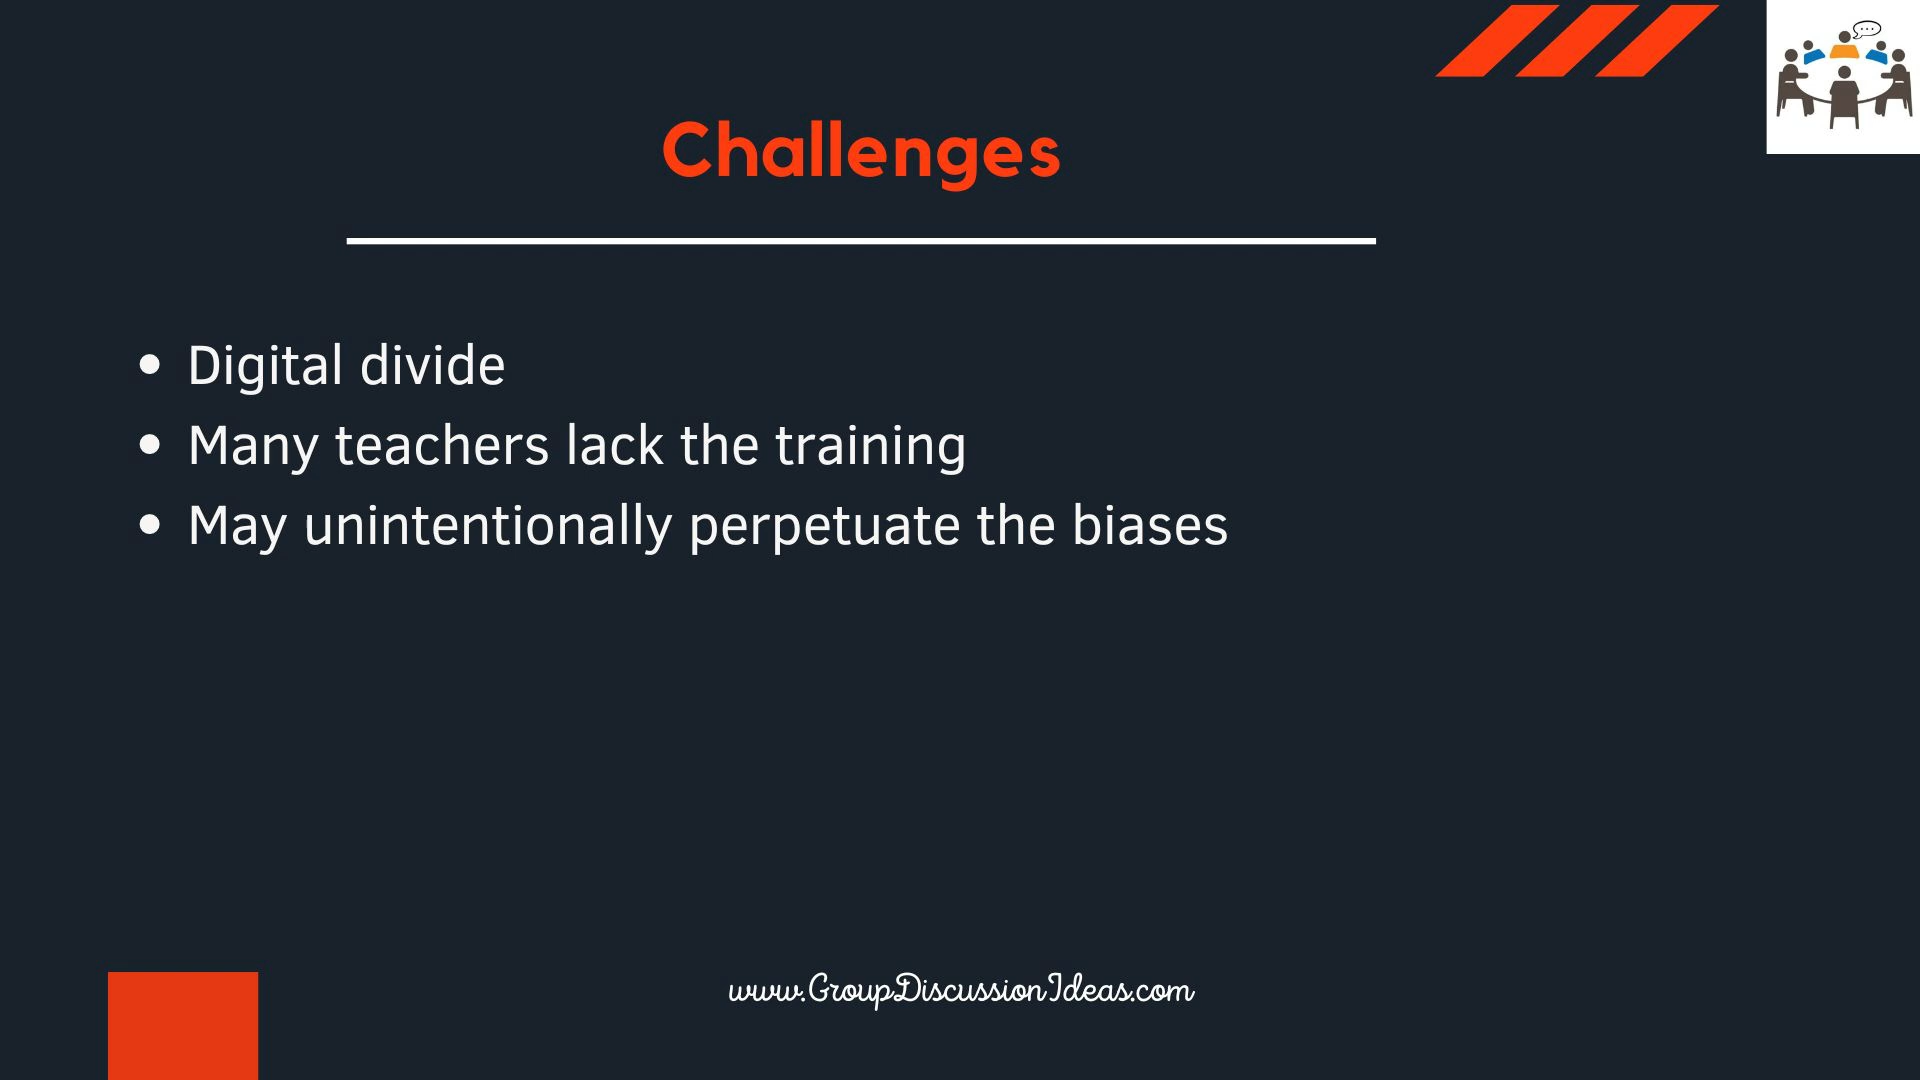 Challenges
• Digital divide
• Many teachers lack the training
• May unintentionally perpetuate the biases
www.GroupDiscussionIdeas.com